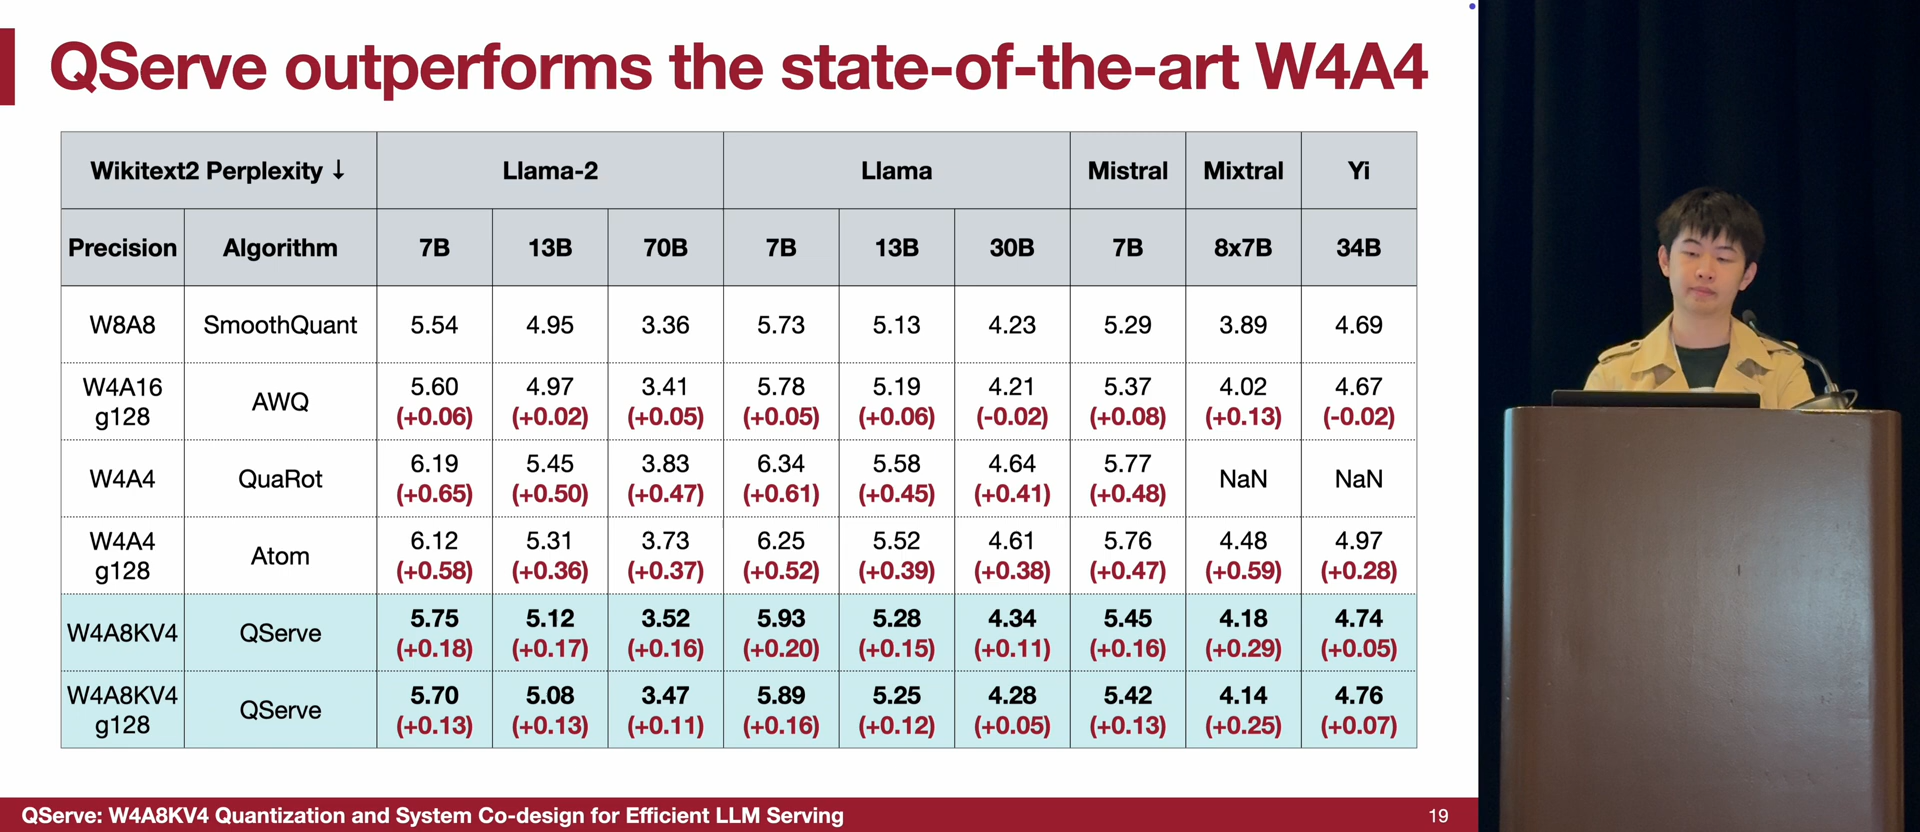 QServe outperforms the state-of-the-art W4A4
Wikitext2 Perplexity ↓ Llama-2 Llama Mistral Mixtral Yi
Precision Algorithm 7B 13B 70B 7B 13B 30B 7B 8x7B 34B
W8A8 SmoothQuant 5.54 4.95 3.36 5.73 5.13 4.23 5.29 3.89 4.69
W4A16 g128 AWQ 5.60 4.97 3.41 5.78 5.19 4.21 5.37 4.02 4.67
(+0.06) (+0.02) (+0.05) (+0.05) (+0.06) (-0.02) (+0.08) (+0.13) (-0.02)
W4A4 QuaRot 6.19 5.45 3.83 6.34 5.58 4.64 5.77 NaN NaN
(+0.65) (+0.50) (+0.47) (+0.61) (+0.45) (+0.41) (+0.48)
W4A4 g128 Atom 6.12 5.31 3.73 6.25 5.52 4.61 5.76 4.48 4.97
(+0.58) (+0.36) (+0.37) (+0.52) (+0.39) (+0.38) (+0.47) (+0.59) (+0.28)
W4A8KV4 QServe 5.75 5.12 3.52 5.93 5.28 4.34 5.45 4.18 4.74
(+0.18) (+0.17) (+0.16) (+0.20) (+0.15) (+0.11) (+0.16) (+0.29) (+0.05)
W4A8KV4 g128 QServe 5.70 5.08 3.47 5.89 5.25 4.28 5.42 4.14 4.76
(+0.13) (+0.13) (+0.11) (+0.16) (+0.12) (+0.05) (+0.13) (+0.25) (+0.07)
QServe: W4A8KV4 Quantization and System Co-design for Efficient LLM Serving 19